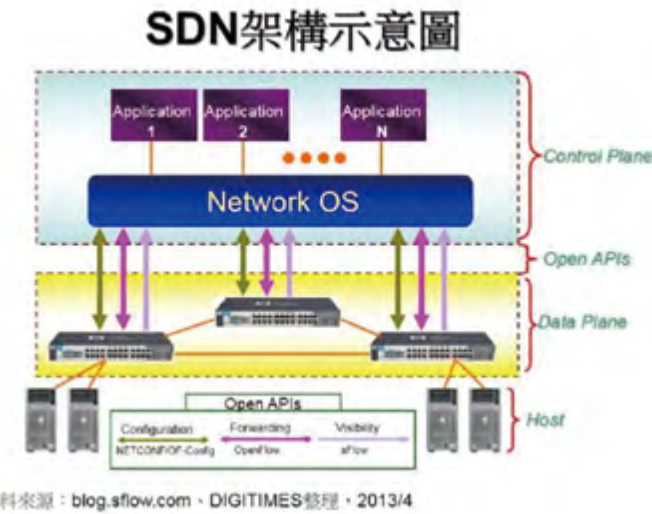 SDN架構示意圖
Application 1
Application 2
Application N
Control Plane
Network OS
Open APIs
Data Plane
Host
Open APIs
Configuration
Forwarding
Visibility
NETCONF/OF-Config
OpenFlow
sFlow
料來源：blog.sflow.com、DIGITIMES整理，2013/4